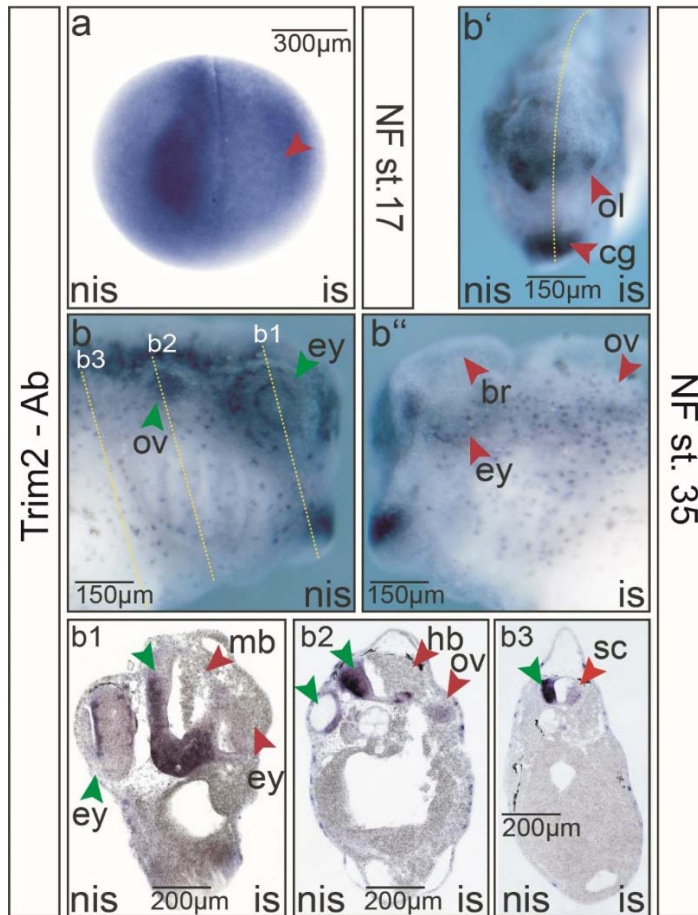 Trim2 - Ab
a
300µm
nis
is
NF st.17
b'
ol
cg
nis
150µm
is
b
b3
b2
b1
ey
ov
150µm
nis
b"
ov
br
ey
150µm
is
NF st. 35
b1
mb
ey
ey
nis
200µm
is
b2
hb
ov
nis
200µm
is
b3
sc
200µm
nis
is